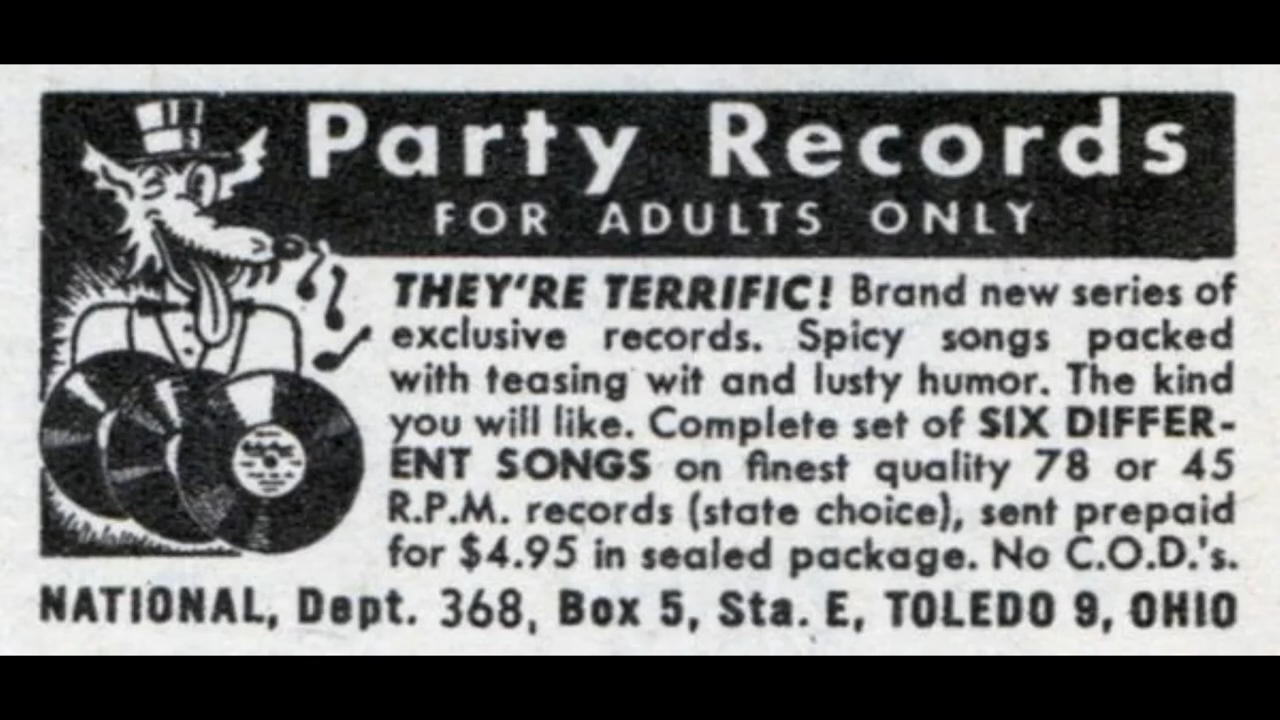 Party Records
FOR ADULTS ONLY
THEY'RE TERRIFIC! Brand new series of
exclusive records. Spicy songs packed
with teasing wit and lusty humor. The kind
you will like. Complete set of SIX DIFFER-
ENT SONGS on finest quality 78 or 45
R.P.M. records (state choice), sent prepaid
for $4.95 in sealed package. No C.O.D.'s.
NATIONAL, Dept. 368, Box 5, Sta. E, TOLEDO 9, OHIO